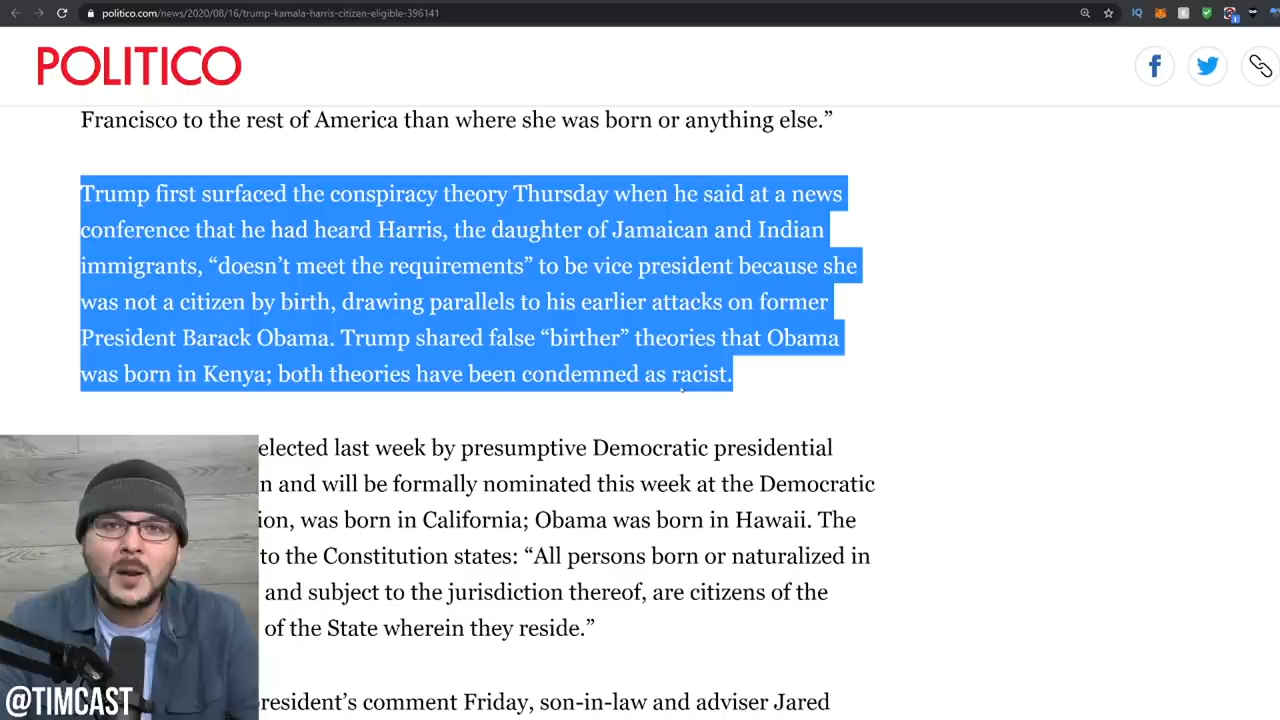 politico.com/news/2020/08/16/trump-kamala-harris-citizen-eligible-396141
IQ
1
POLITICO
f
Francisco to the rest of America than where she was born or anything else.”
Trump first surfaced the conspiracy theory Thursday when he said at a news
conference that he had heard Harris, the daughter of Jamaican and Indian
immigrants, “doesn’t meet the requirements” to be vice president because she
was not a citizen by birth, drawing parallels to his earlier attacks on former
President Barack Obama. Trump shared false “birther” theories that Obama
was born in Kenya; both theories have been condemned as racist.
elected last week by presumptive Democratic presidential
n and will be formally nominated this week at the Democratic
ion, was born in California; Obama was born in Hawaii. The
to the Constitution states: “All persons born or naturalized in
and subject to the jurisdiction thereof, are citizens of the
of the State wherein they reside.”
resident’s comment Friday, son-in-law and adviser Jared
@TIMCAST